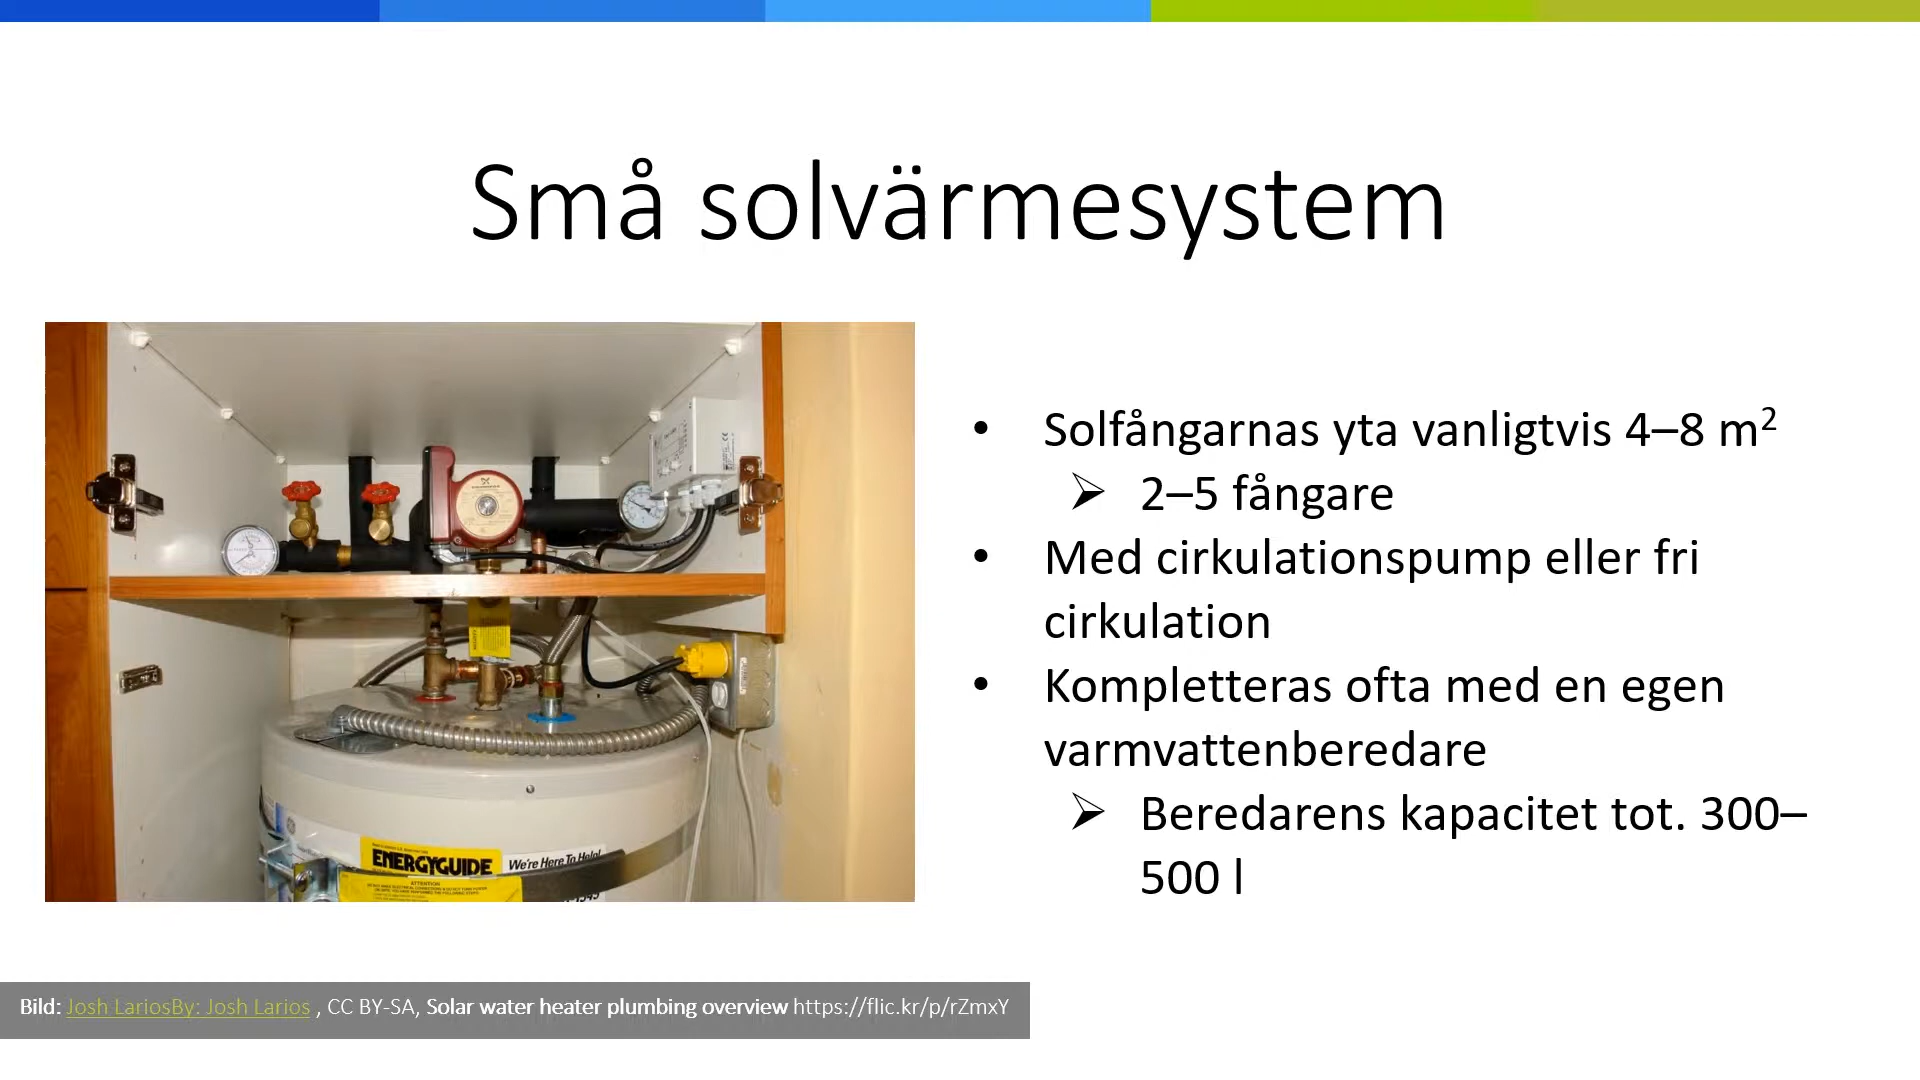 Små solvärmesystem
• Solfångarnas yta vanligtvis 4–8 m²
➢ 2–5 fångare
• Med cirkulationspump eller fri
cirkulation
• Kompletteras ofta med en egen
varmvattenberedare
➢ Beredarens kapacitet tot. 300–
500 l
ENERGYGUIDE
We're Here To Help!
ATTENTION
Bild: Josh LariosBy: Josh Larios , CC BY-SA, Solar water heater plumbing overview https://flic.kr/p/rZmxY